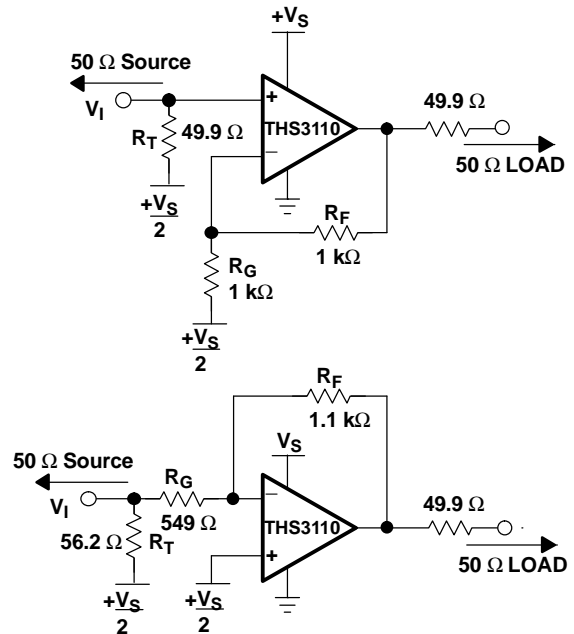 +VS
50 Ω Source
+
VI
49.9 Ω
RT
49.9 Ω
THS3110
−
50 Ω LOAD
+VS
2
RF
1 kΩ
RG
1 kΩ
+VS
2
RF
1.1 kΩ
VS
50 Ω Source
RG
VI
−
49.9 Ω
549 Ω
THS3110
56.2 Ω
RT
+
50 Ω LOAD
+VS
2
+VS
2